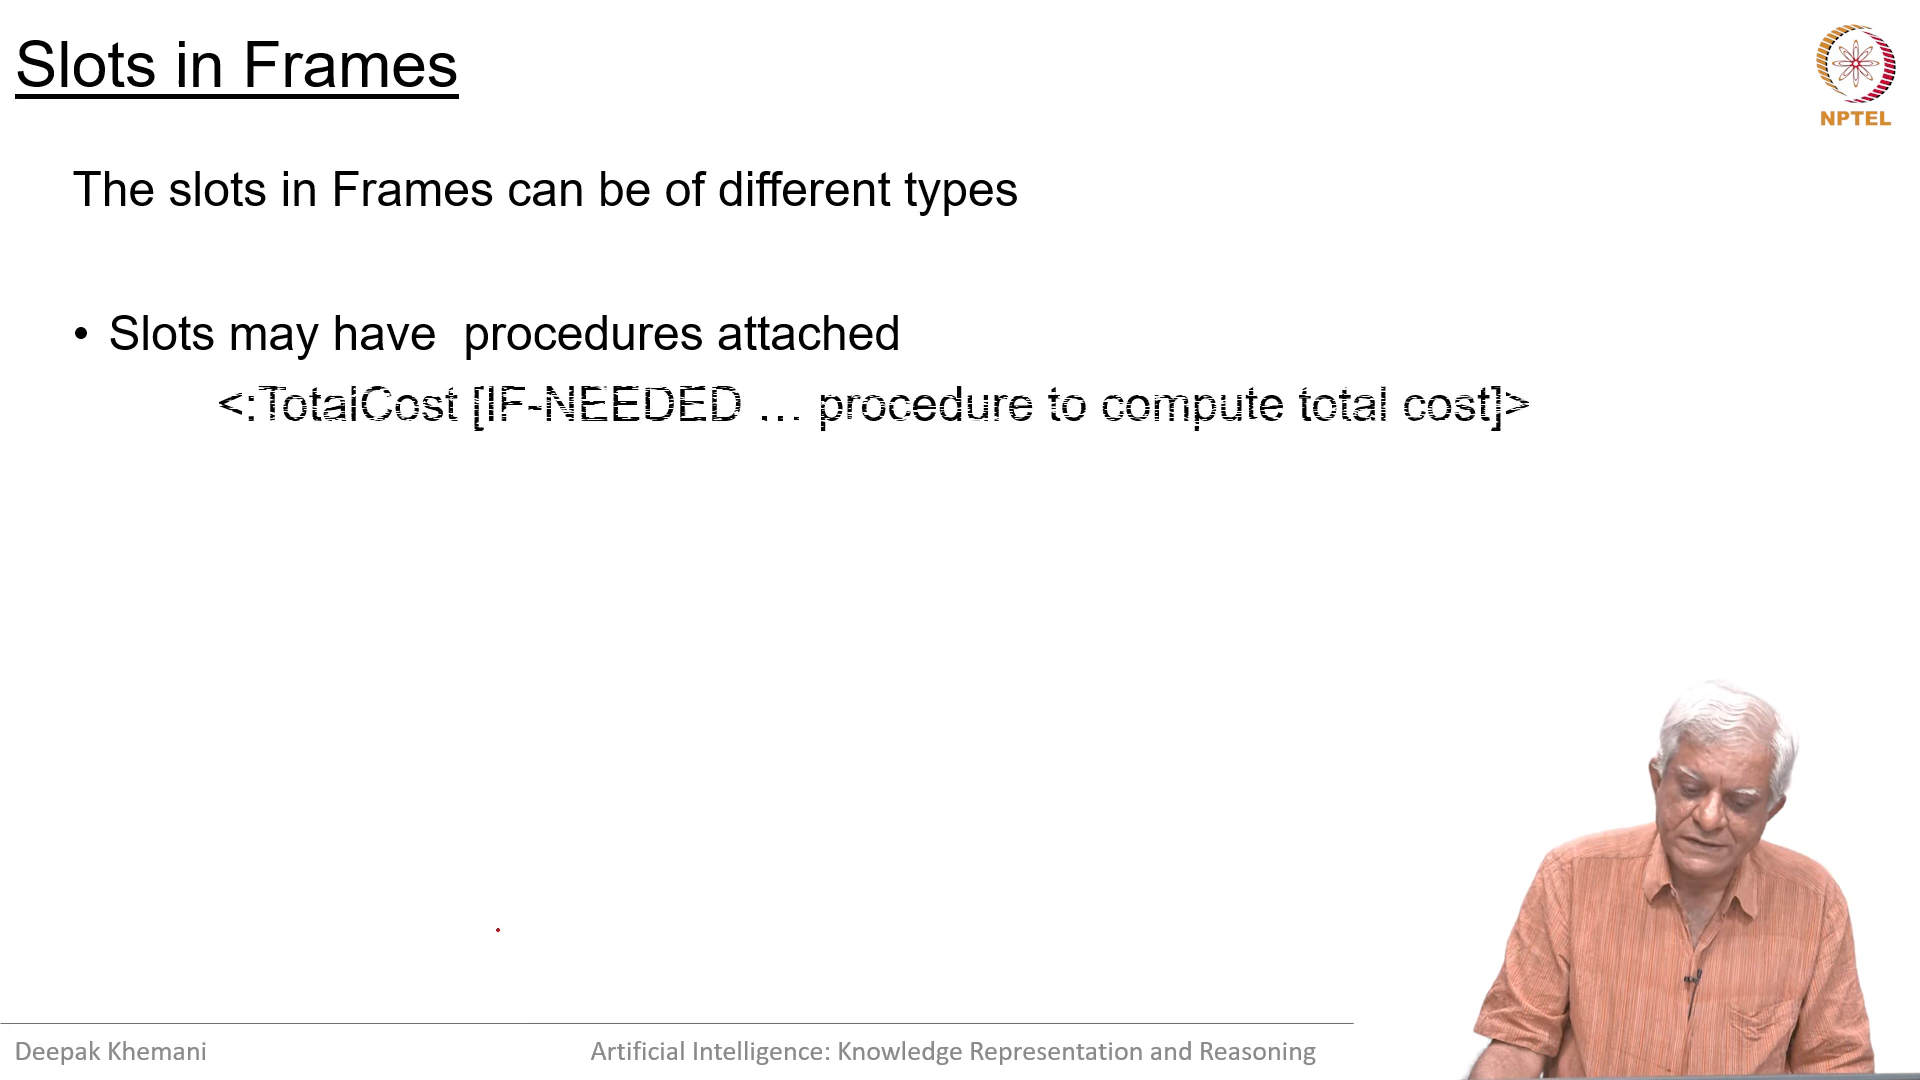 Slots in Frames
NPTEL
The slots in Frames can be of different types
• Slots may have procedures attached
<:TotalCost [IF-NEEDED … procedure to compute total cost]>
Deepak Khemani
Artificial Intelligence: Knowledge Representation and Reasoning